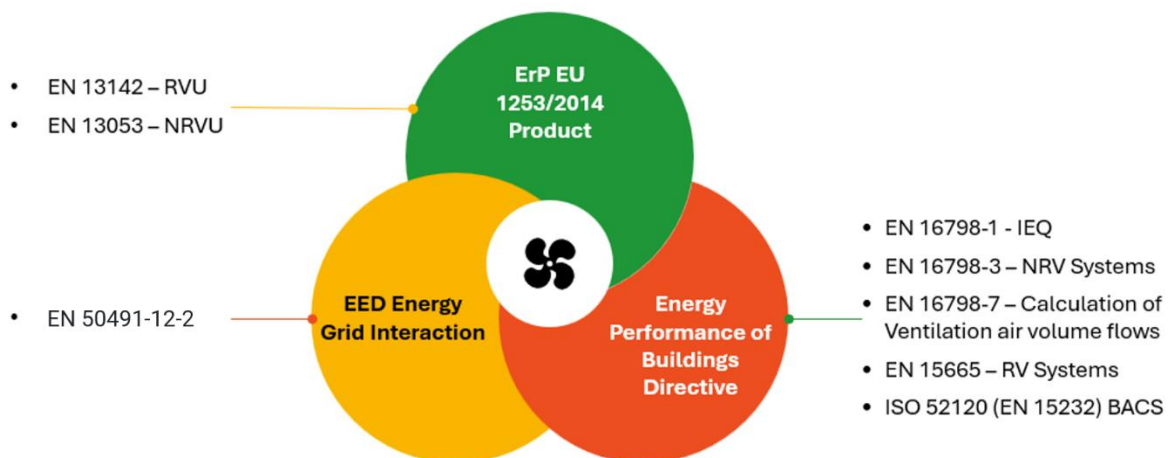 • EN 13142 – RVU
• EN 13053 – NRVU
ErP EU
1253/2014
Product
• EN 50491-12-2
EED Energy
Grid Interaction
Energy
Performance of
Buildings
Directive
• EN 16798-1 - IEQ
• EN 16798-3 – NRV Systems
• EN 16798-7 – Calculation of
Ventilation air volume flows
• EN 15665 – RV Systems
• ISO 52120 (EN 15232) BACS